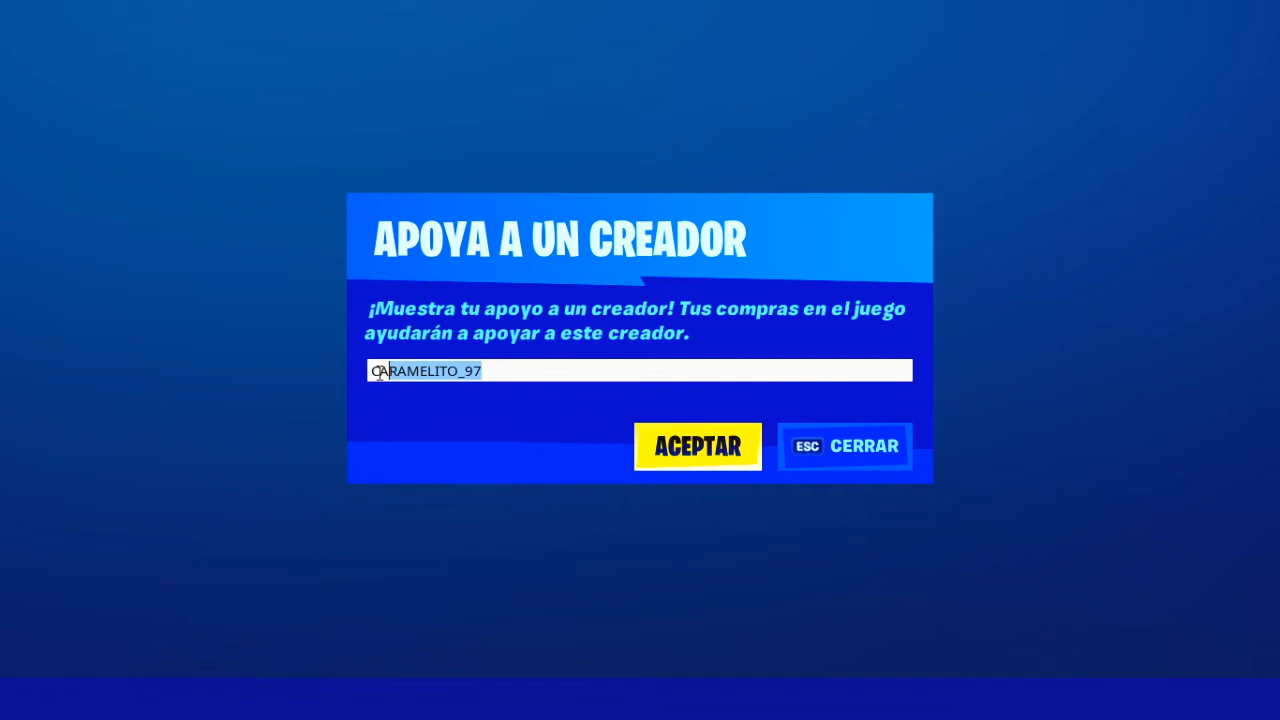 APOYA A UN CREADOR
¡Muestra tu apoyo a un creador! Tus compras en el juego
ayudarán a apoyar a este creador.
CARAMELITO_97
ACEPTAR
ESC CERRAR